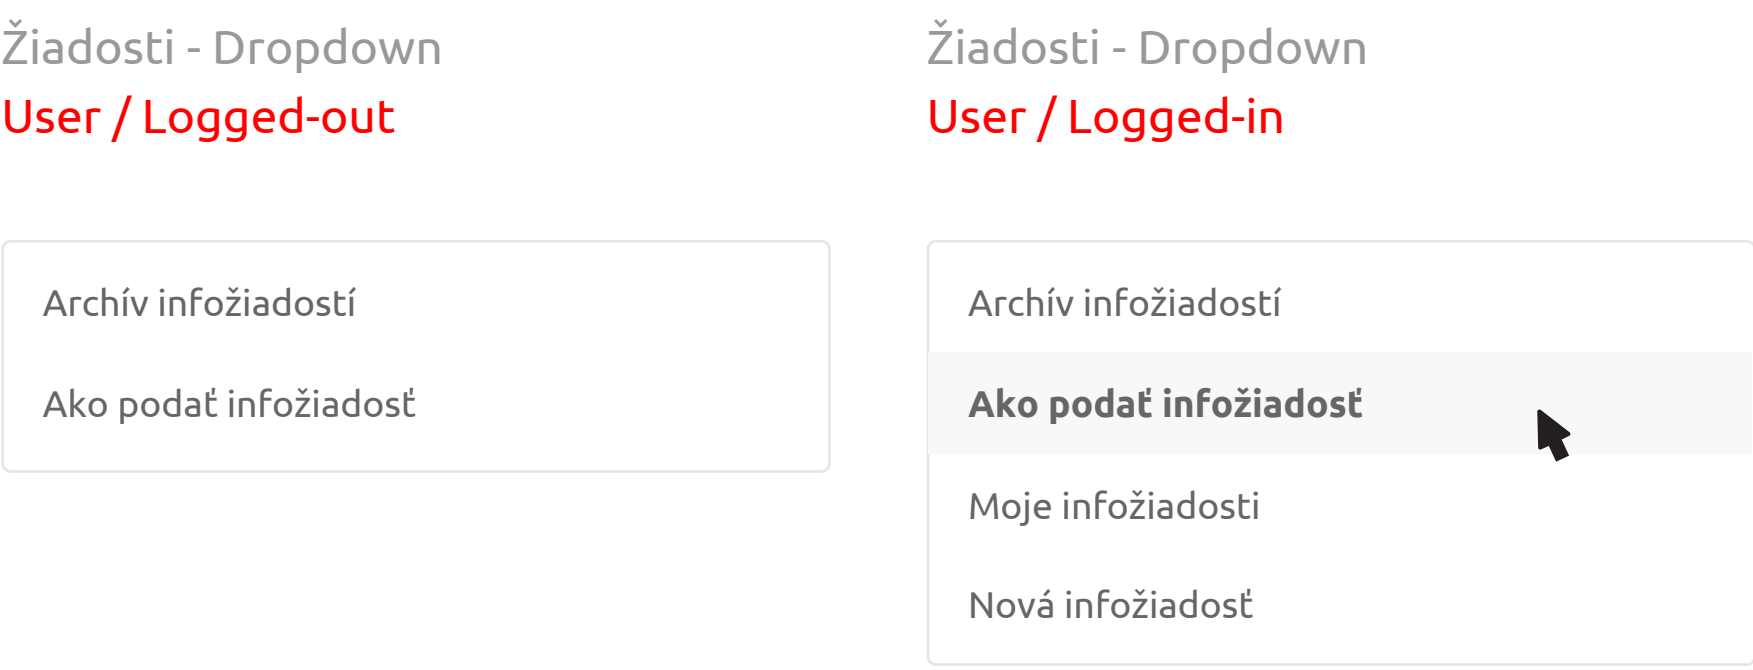 Žiadosti - Dropdown
User / Logged-out
Archív infožiadostí
Ako podať infožiadosť
Žiadosti - Dropdown
User / Logged-in
Archív infožiadostí
Ako podať infožiadosť
Moje infožiadosti
Nová infožiadosť